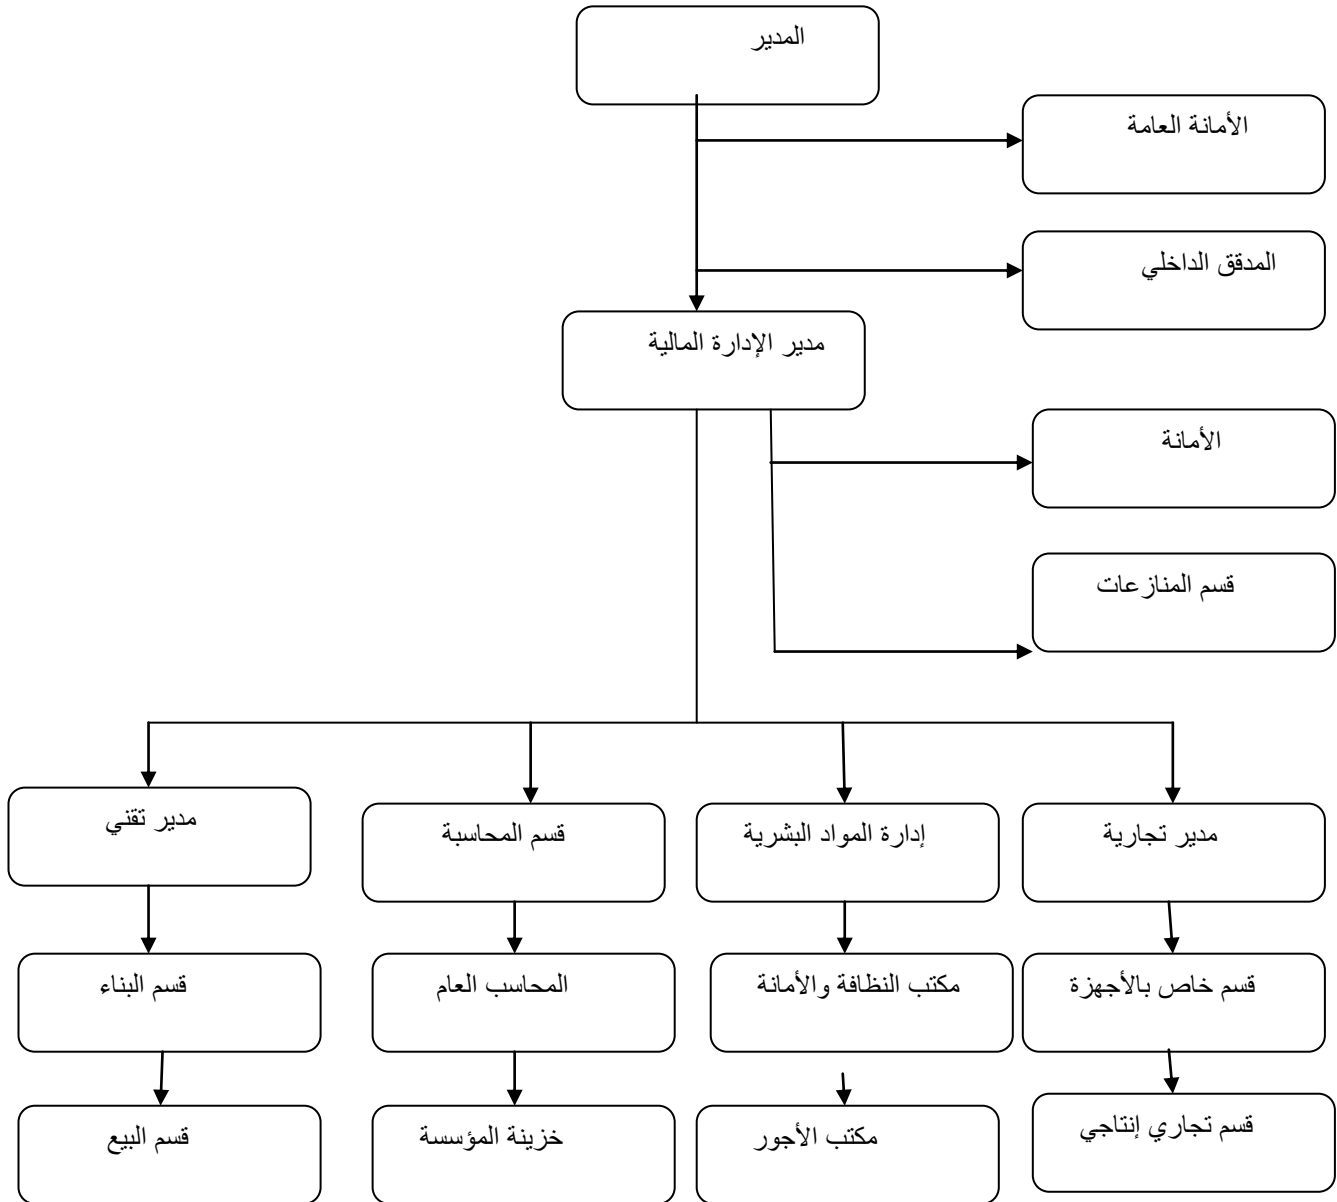 المدير
الأمانة العامة
المدقق الداخلي
مدير الإدارة المالية
الأمانة
قسم المنازعات
مدير تجارية
إدارة المواد البشرية
قسم المحاسبة
مدير تقني
قسم خاص بالأجهزة
مكتب النظافة والأمانة
المحاسب العام
قسم البناء
قسم تجاري إنتاجي
مكتب الأجور
خزينة المؤسسة
قسم البيع